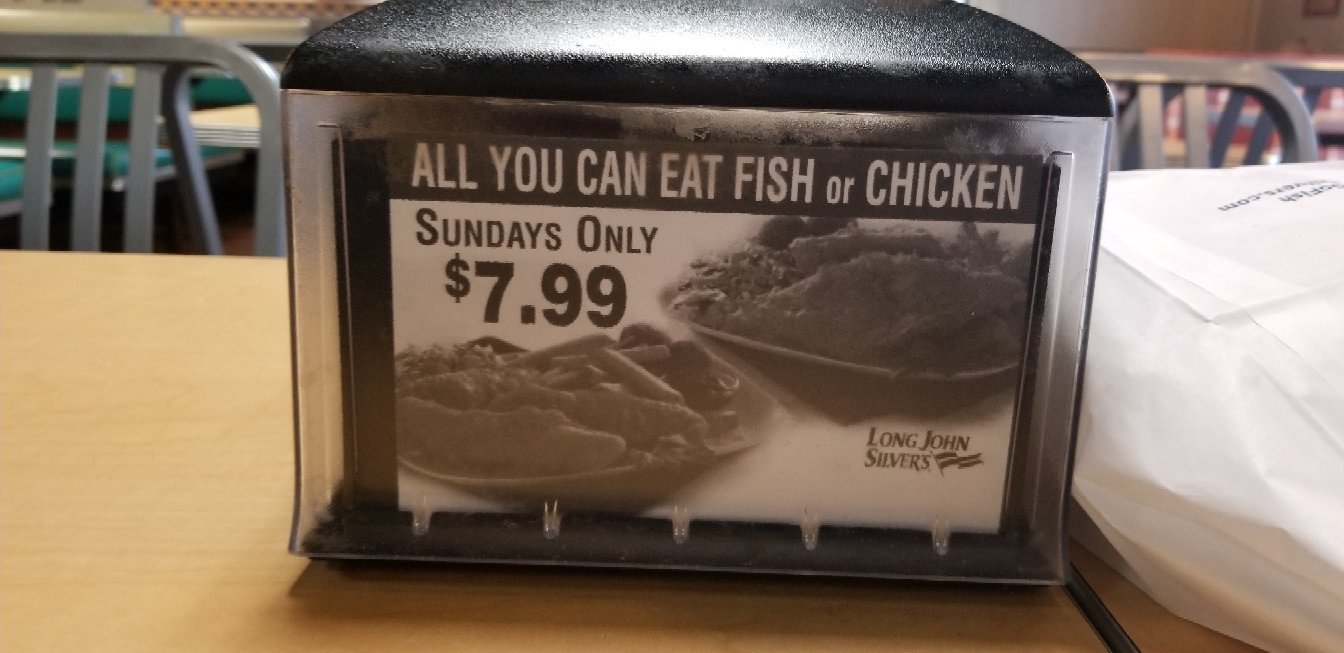 ALL YOU CAN EAT FISH or CHICKEN
SUNDAYS ONLY
$7.99
LONG JOHN
SILVER'S